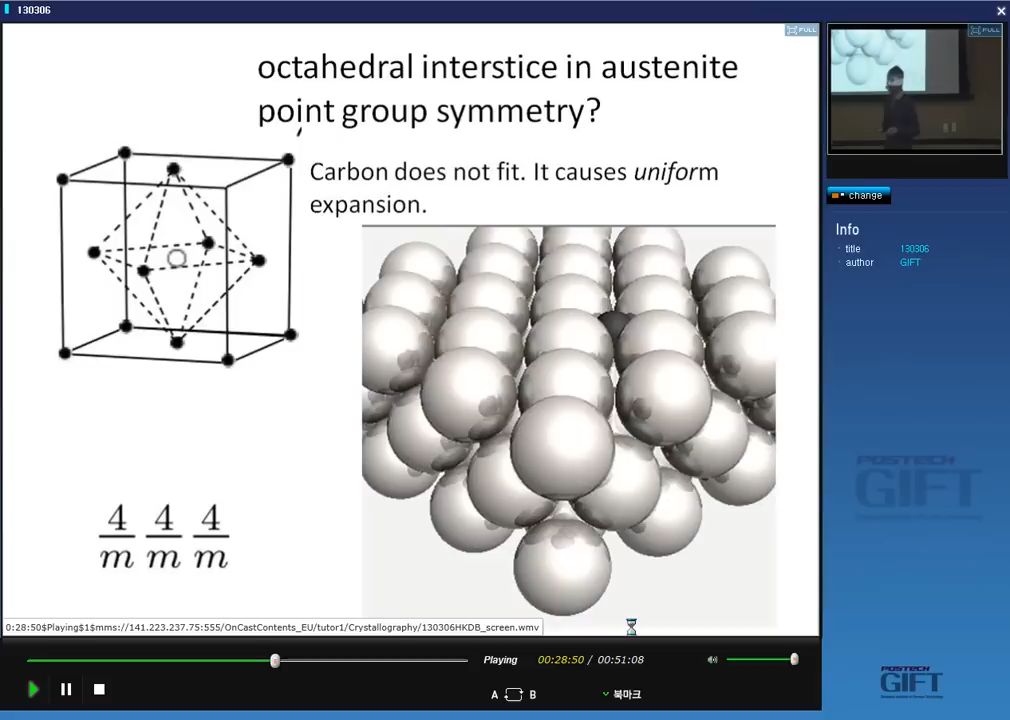 130306
FULL
octahedral interstice in austenite
point group symmetry?
Carbon does not fit. It causes uniform
expansion.
4 4 4
m m m
0:28:50$Playing$1$mms://141.223.237.75:555/OnCastContents_EU/tutor1/Crystallography/130306HKDB_screen.wmv
Playing
00:28:50 / 00:51:08
A B
북마크
FULL
change
Info
title 130306
author GIFT
POSTECH
GIFT
POSTECH
GIFT